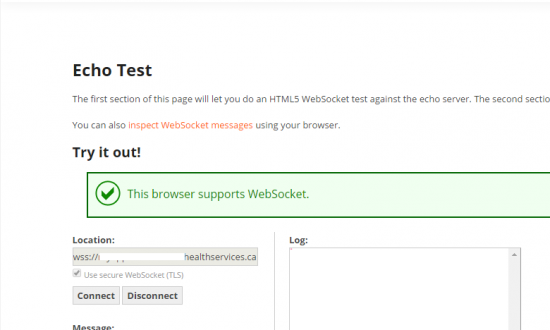 Echo Test
The first section of this page will let you do an HTML5 WebSocket test against the echo server. The second sectio
You can also inspect WebSocket messages using your browser.
Try it out!
This browser supports WebSocket.
Location:
Log:
wss:// healthservices.ca
Use secure WebSocket (TLS)
Connect Disconnect
Message: